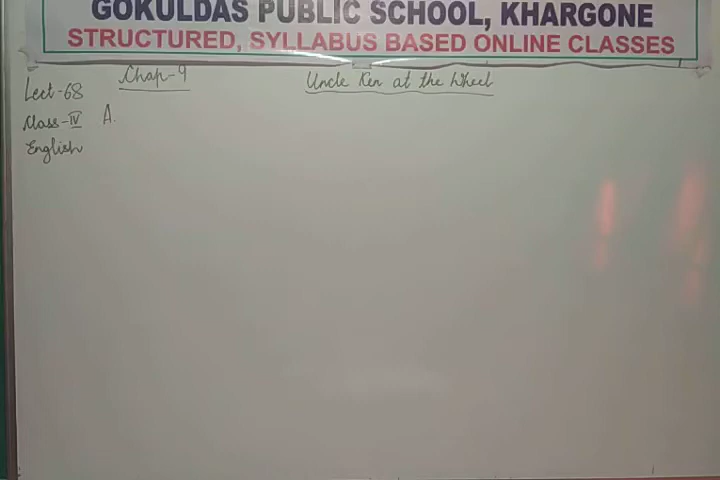 GOKULDAS PUBLIC SCHOOL, KHARGONE
STRUCTURED, SYLLABUS BASED ONLINE CLASSES
Chap-9 Uncle Ken at the Wheel
Lect-68
Class-IV A.
English